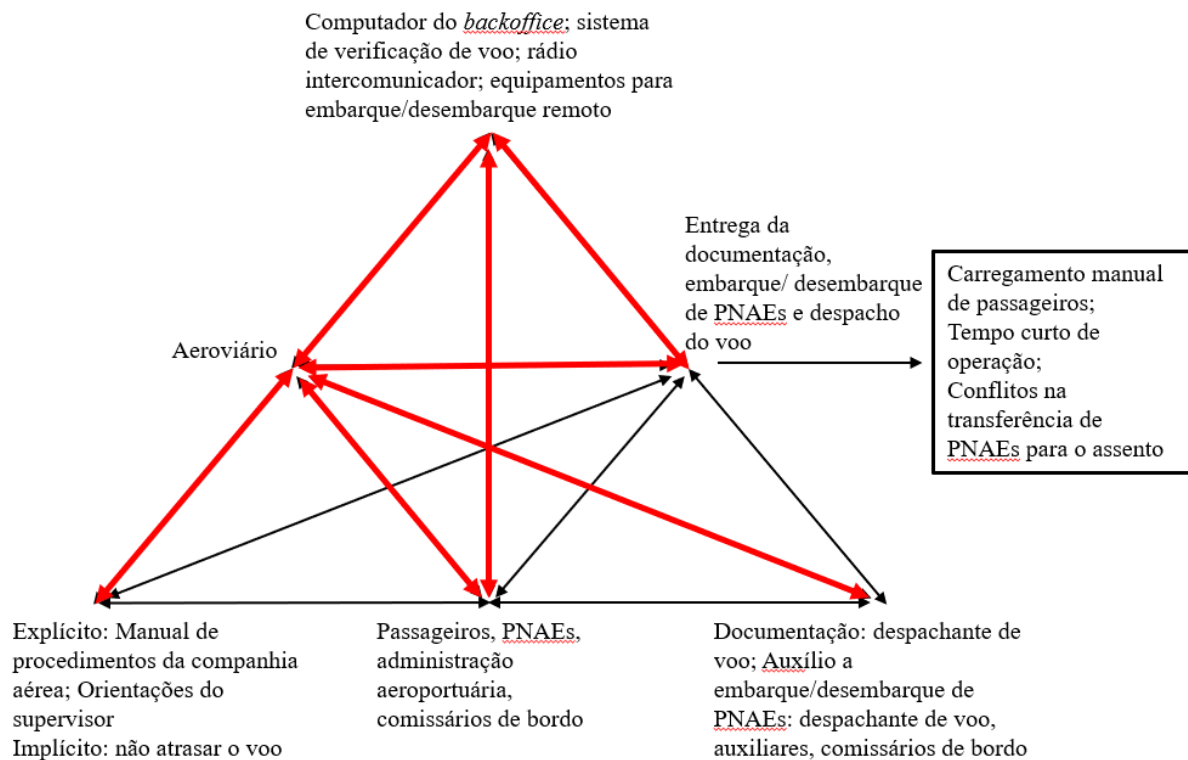 Computador do backoffice; sistema
de verificação de voo; rádio
intercomunicador; equipamentos para
embarque/desembarque remoto
Entrega da
documentação,
embarque/ desembarque
de PNAEs e despacho
do voo
Carregamento manual
de passageiros;
Tempo curto de
operação;
Conflitos na
transferência de
PNAEs para o assento
Aeroviário
Explícito: Manual de
procedimentos da companhia
aérea; Orientações do
supervisor
Implícito: não atrasar o voo
Passageiros, PNAEs,
administração
aeroportuária,
comissários de bordo
Documentação: despachante de
voo; Auxílio a
embarque/desembarque de
PNAEs: despachante de voo,
auxiliares, comissários de bordo